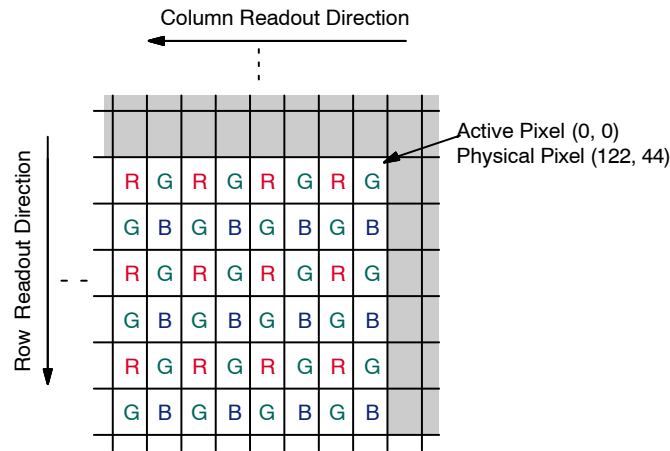 Column Readout Direction
Active Pixel (0, 0)
Physical Pixel (122, 44)
Row Readout Direction
R G R G R G R G
G B G B G B G B
R G R G R G R G
G B G B G B G B
R G R G R G R G
G B G B G B G B